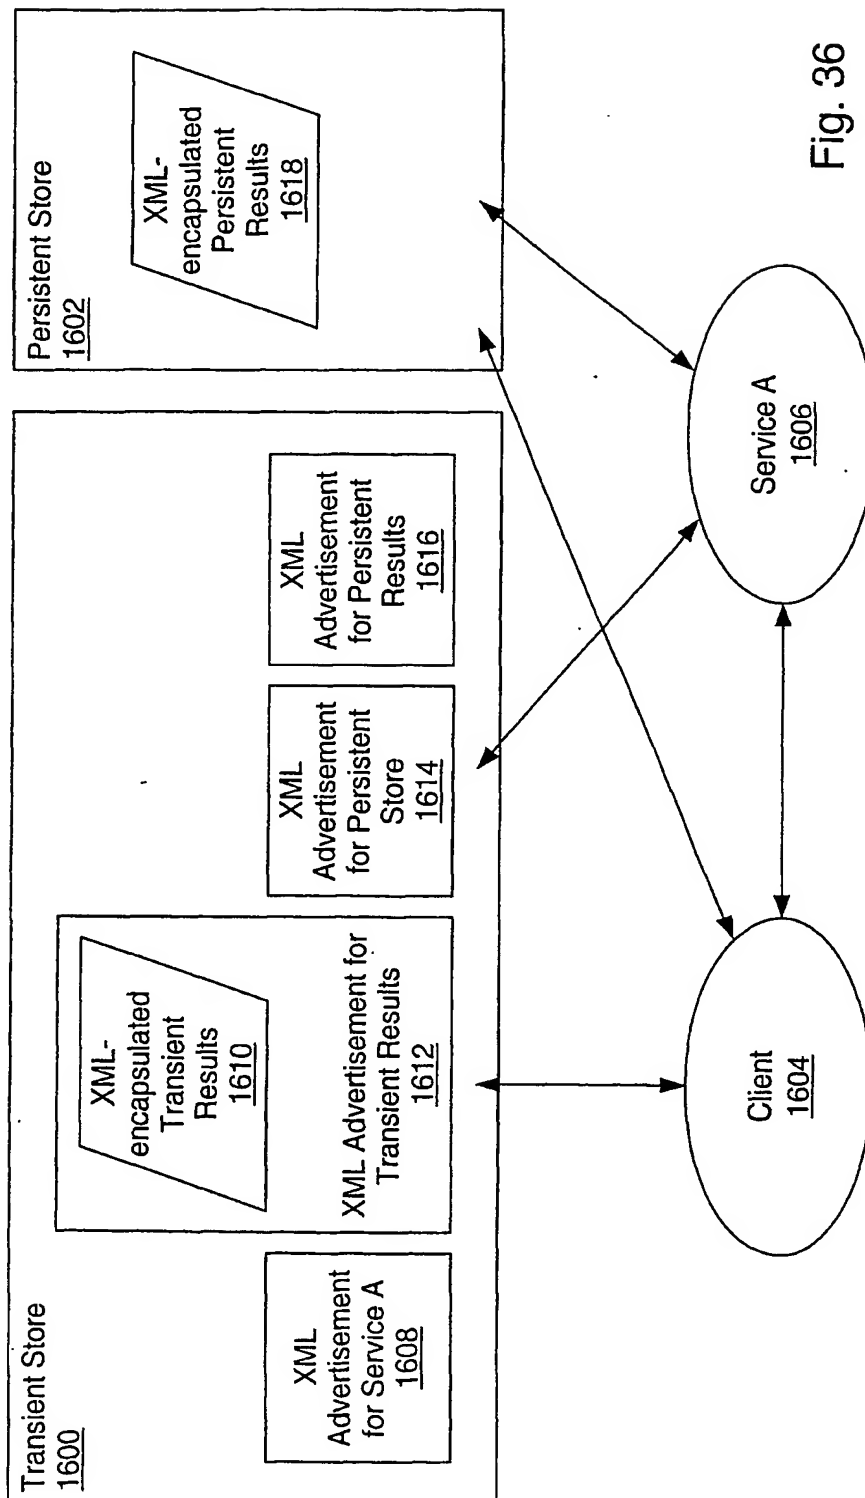 Transient Store
1600
XML
Advertisement
for Service A
1608
XML-
encapsulated
Transient
Results
1610
XML Advertisement for
Transient Results
1612
XML
Advertisement
for Persistent
Store
1614
XML
Advertisement
for Persistent
Results
1616
Persistent Store
1602
XML-
encapsulated
Persistent
Results
1618
Client
1604
Service A
1606
Fig. 36